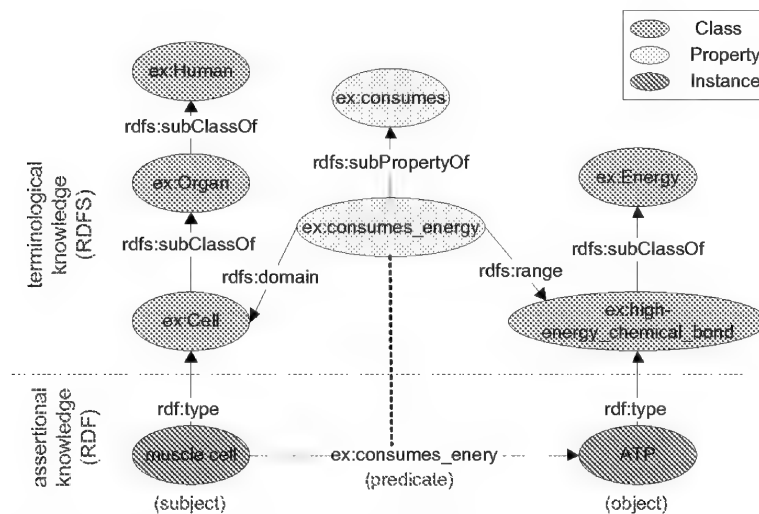 Class
Property
Instance
ex:Human
ex:consumes
rdfs:subClassOf
rdfs:subPropertyOf
ex:Organ
ex:Energy
terminological
knowledge
(RDFS)
ex:consumes_energy
rdfs:subClassOf
rdfs:subClassOf
rdfs:domain
rdfs:range
ex:Cell
ex:high-
energy_chemical_bond
assertional
knowledge
(RDF)
rdf:type
rdf:type
muscle cell
ex:consumes_enery
ATP
(subject)
(predicate)
(object)